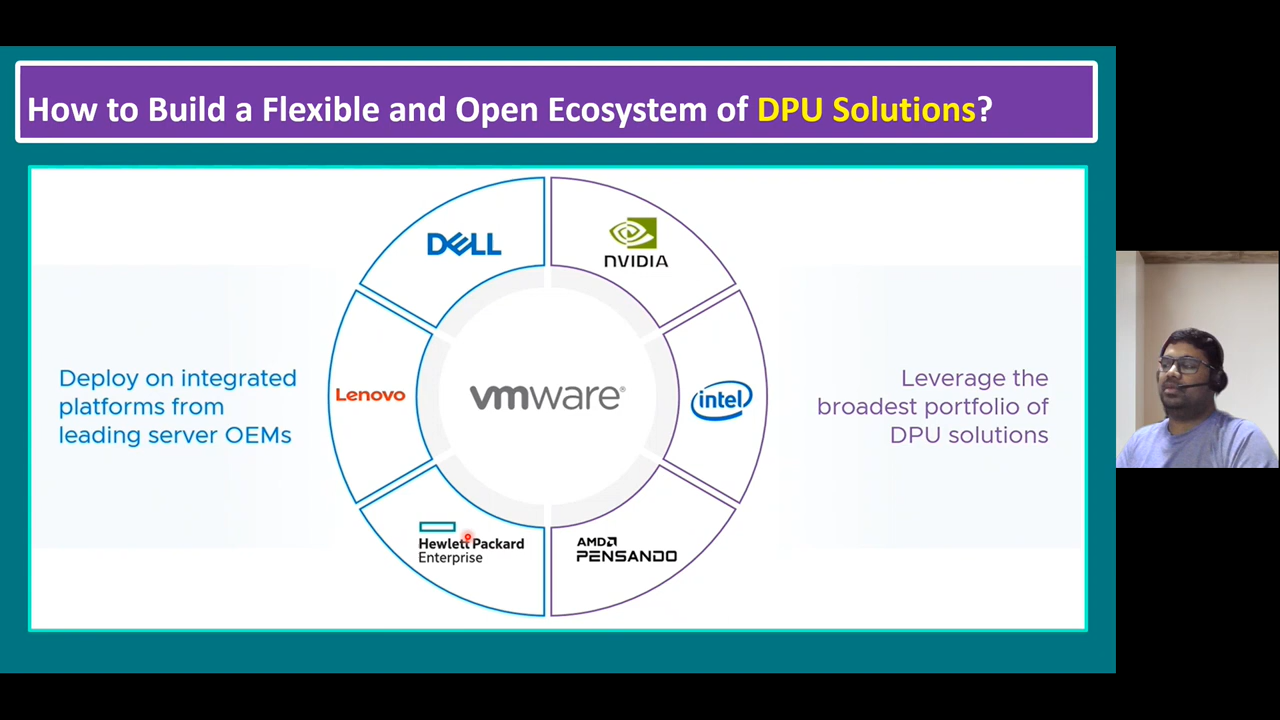 How to Build a Flexible and Open Ecosystem of DPU Solutions?
DELL
NVIDIA
Deploy on integrated
platforms from
leading server OEMs
Lenovo
vmware®
intel
Leverage the
broadest portfolio of
DPU solutions
Hewlett Packard
Enterprise
AMD
PENSANDO